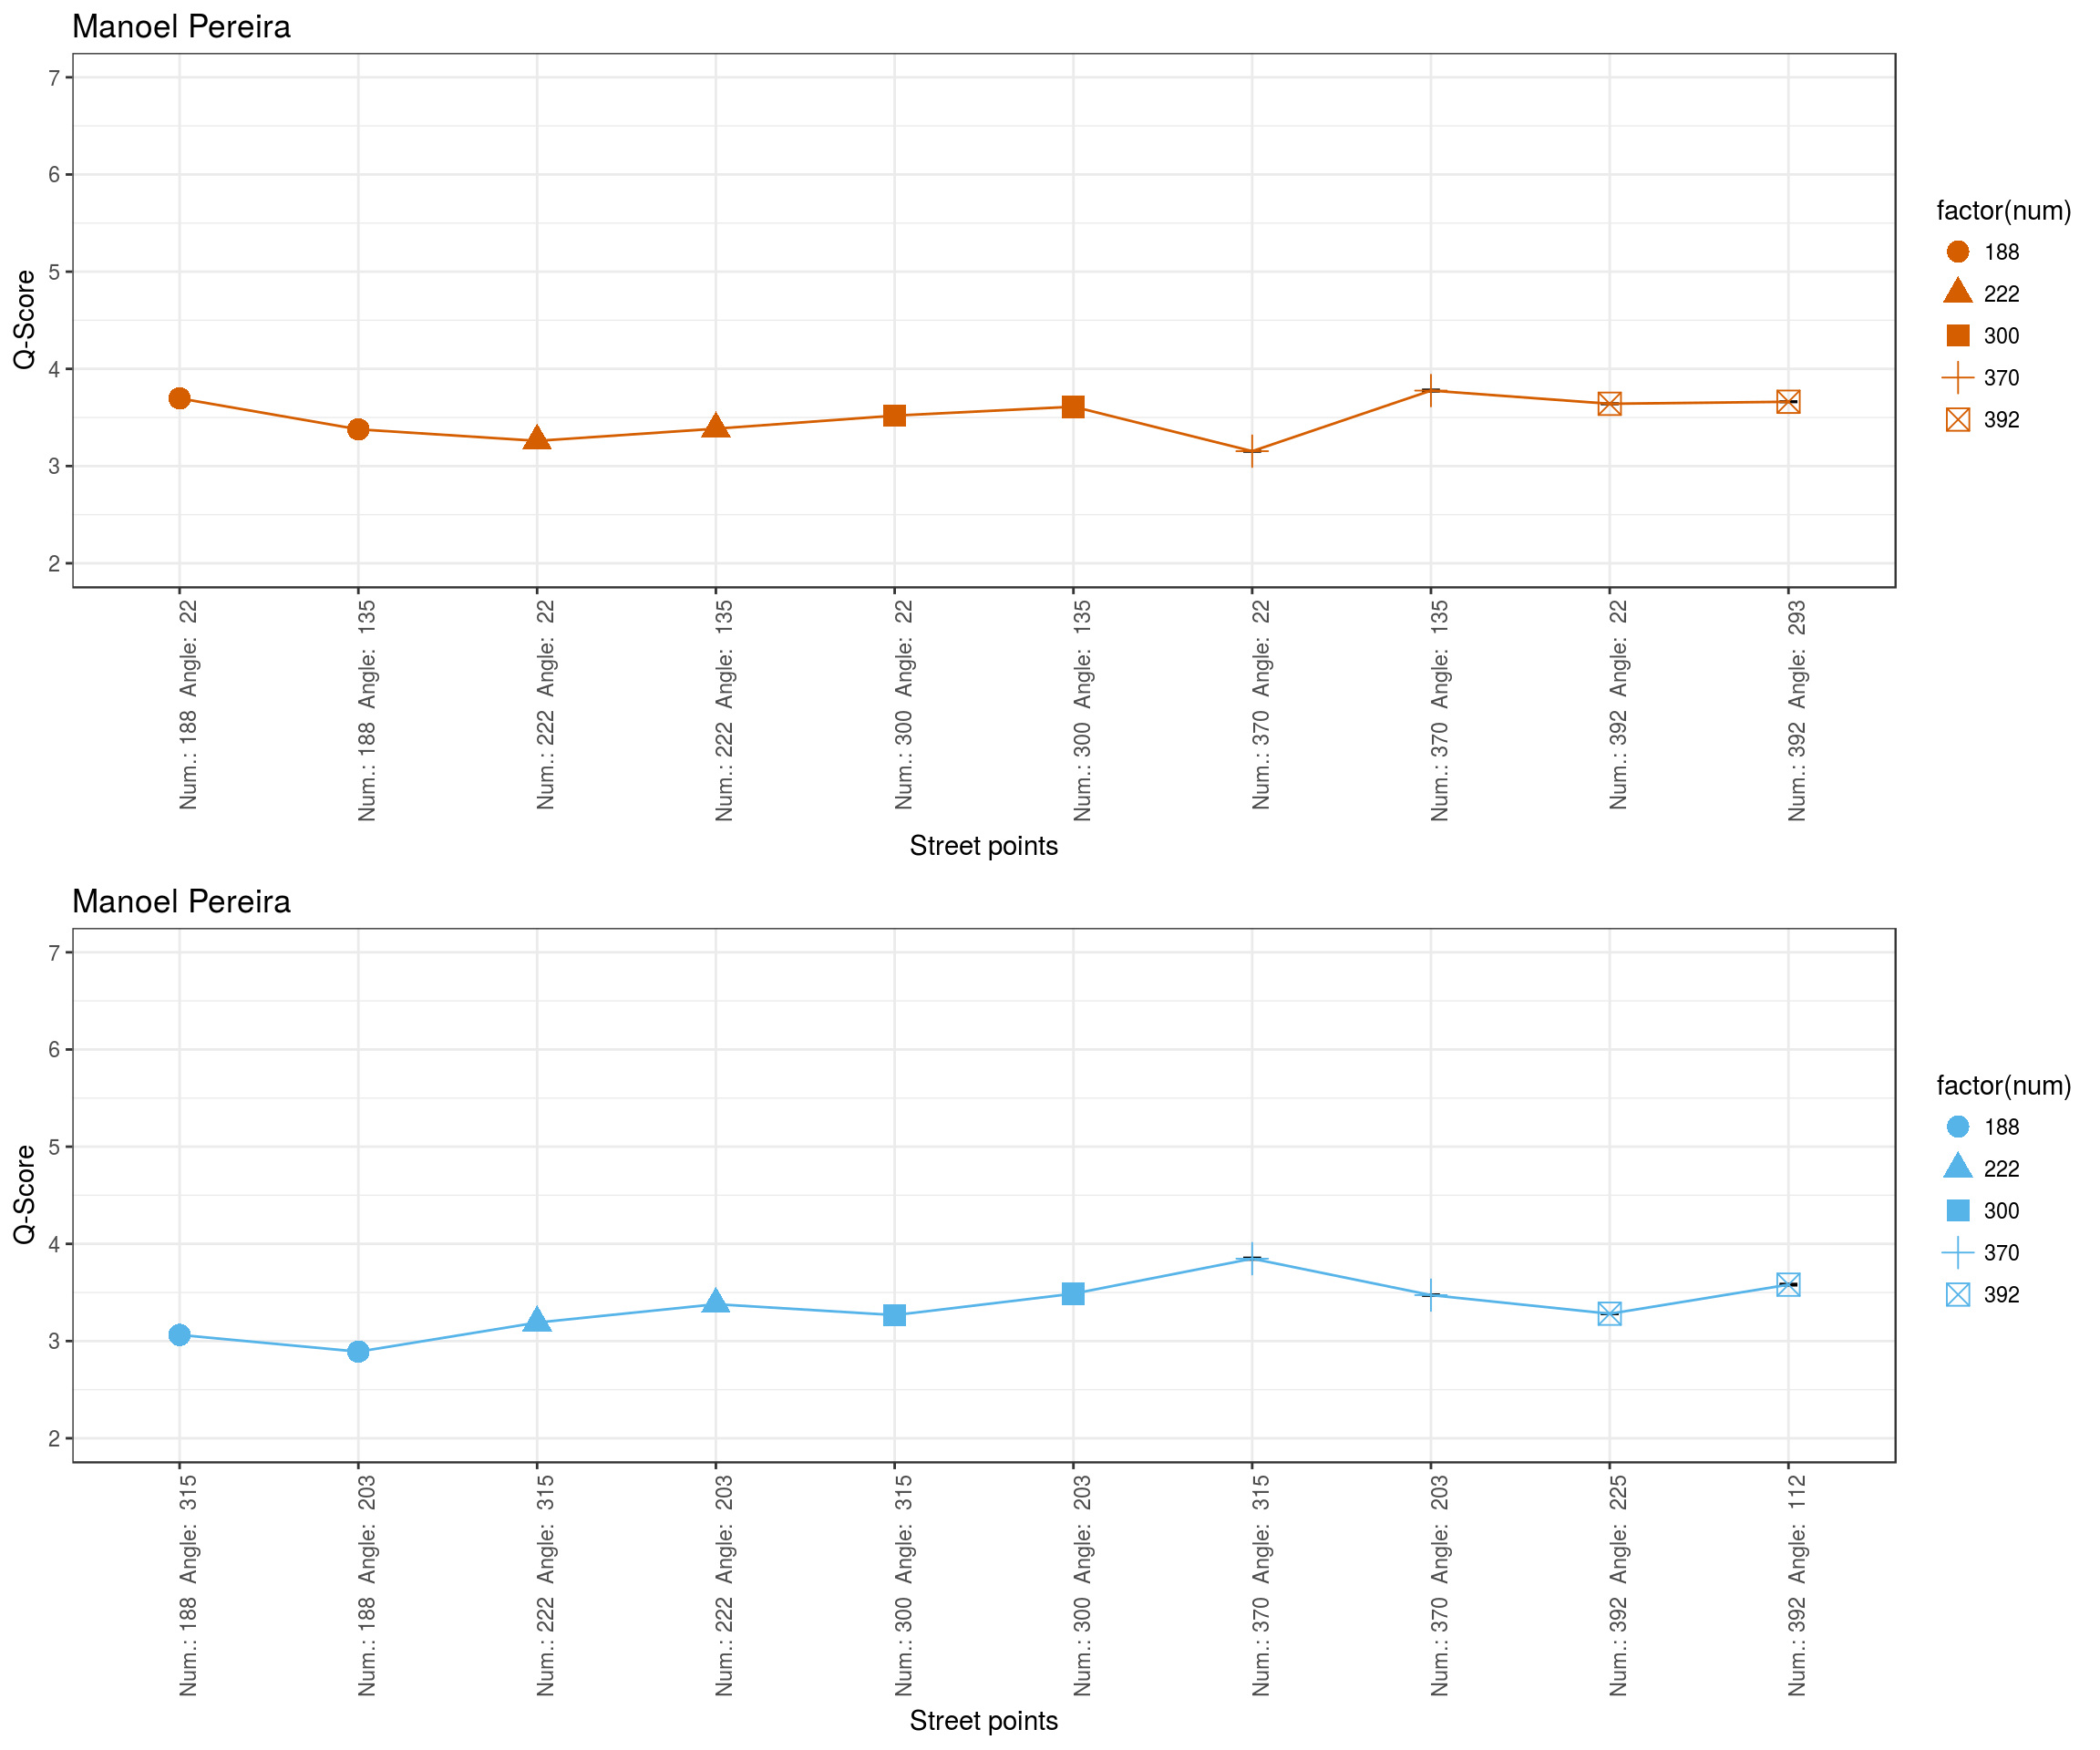 Manoel Pereira
7
6
5
4
3
2
Q-Score
Num.: 188 Angle: 22
Num.: 188 Angle: 135
Num.: 222 Angle: 22
Num.: 222 Angle: 135
Num.: 300 Angle: 22
Num.: 300 Angle: 135
Num.: 370 Angle: 22
Num.: 370 Angle: 135
Num.: 392 Angle: 22
Num.: 392 Angle: 293
Street points
factor(num)
188
222
300
370
392
Manoel Pereira
7
6
5
4
3
2
Q-Score
Num.: 188 Angle: 315
Num.: 188 Angle: 203
Num.: 222 Angle: 315
Num.: 222 Angle: 203
Num.: 300 Angle: 315
Num.: 300 Angle: 203
Num.: 370 Angle: 315
Num.: 370 Angle: 203
Num.: 392 Angle: 225
Num.: 392 Angle: 112
Street points
factor(num)
188
222
300
370
392